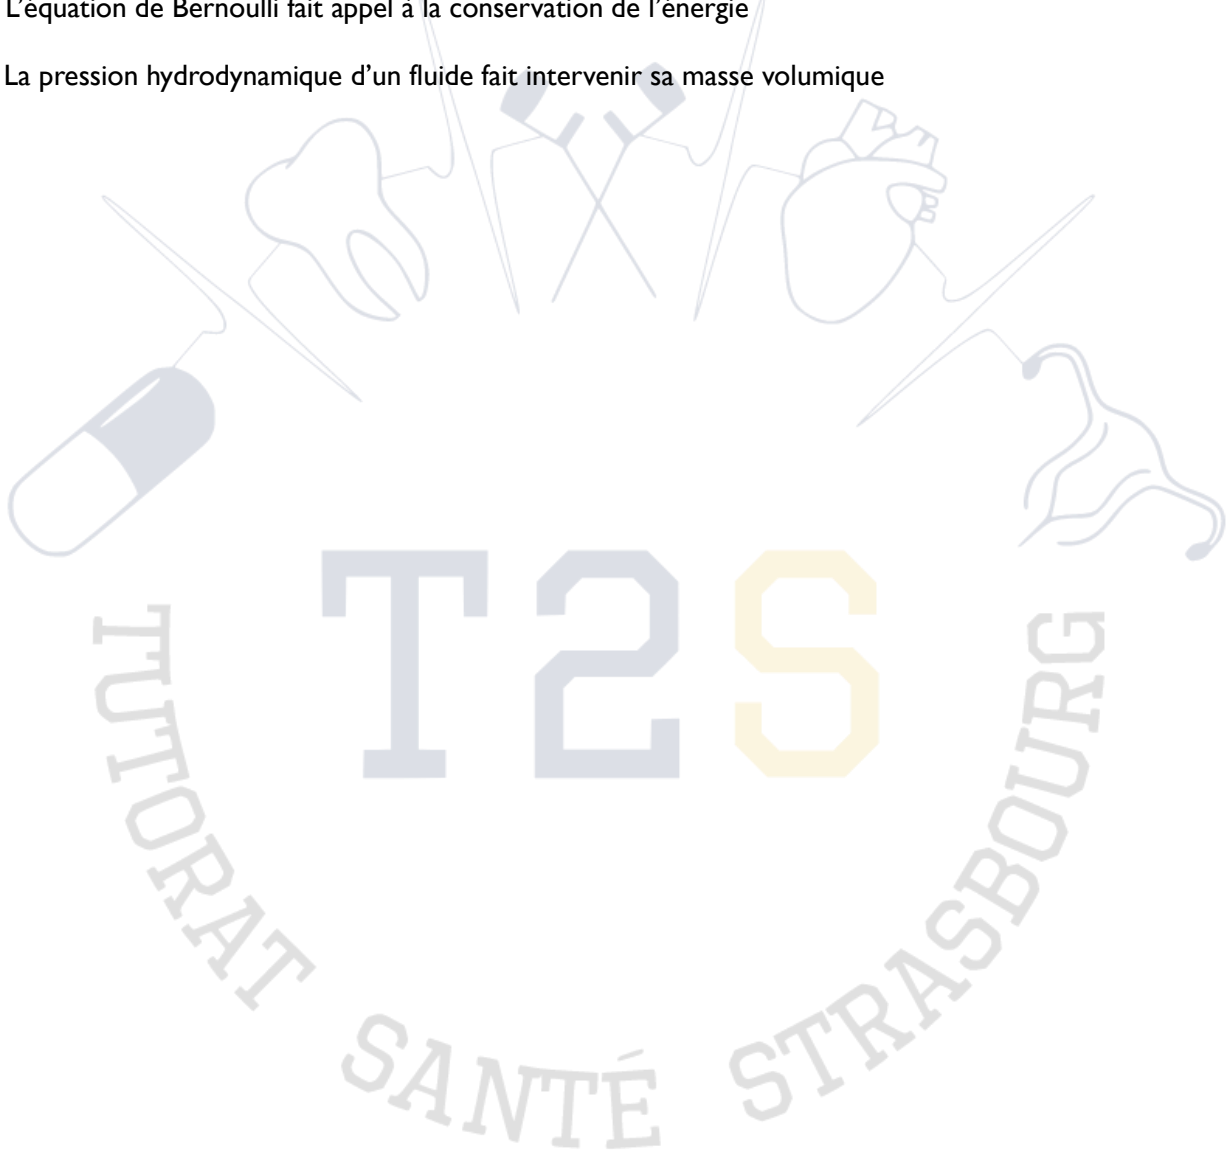 L'équation de Bernoulli fait appel à la conservation de l'énergie
La pression hydrodynamique d'un fluide fait intervenir sa masse volumique
T2S
TUTORAT SANTÉ STRASBOURG